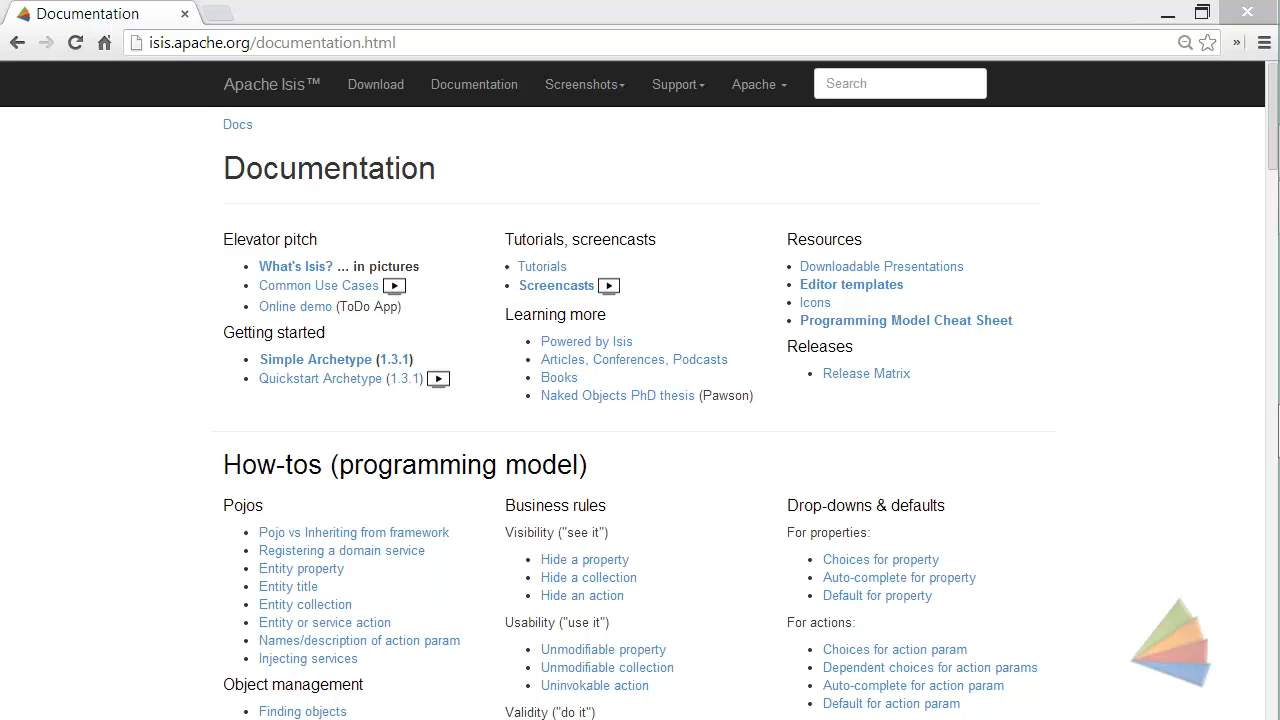 Documentation
isis.apache.org/documentation.html
Apache Isis™ Download Documentation Screenshots Support Apache Search
Docs
Documentation
Elevator pitch
What's Isis? ... in pictures
Common Use Cases
Online demo (ToDo App)
Getting started
Simple Archetype (1.3.1)
Quickstart Archetype (1.3.1)
Tutorials, screencasts
Tutorials
Screencasts
Learning more
Powered by Isis
Articles, Conferences, Podcasts
Books
Naked Objects PhD thesis (Pawson)
Resources
Downloadable Presentations
Editor templates
Icons
Programming Model Cheat Sheet
Releases
Release Matrix
How-tos (programming model)
Pojos
Pojo vs Inheriting from framework
Registering a domain service
Entity property
Entity title
Entity collection
Entity or service action
Names/description of action param
Injecting services
Object management
Finding objects
Business rules
Visibility ("see it")
Hide a property
Hide a collection
Hide an action
Usability ("use it")
Unmodifiable property
Unmodifiable collection
Uninvokable action
Validity ("do it")
Drop-downs & defaults
For properties:
Choices for property
Auto-complete for property
Default for property
For actions:
Choices for action param
Dependent choices for action params
Auto-complete for action param
Default for action param